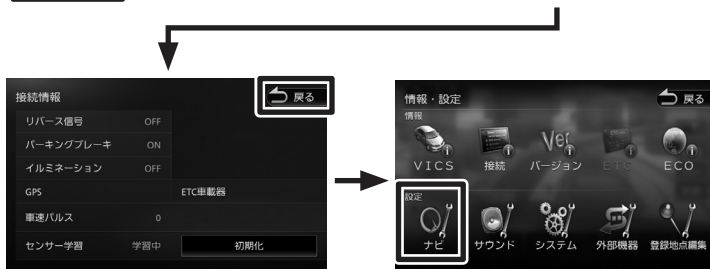 接続情報
戻る
リバース信号 OFF
パーキングブレーキ ON
イルミネーション OFF
GPS ETC車載器
車速パルス 0
センサー学習 学習中 初期化
情報・設定
戻る
情報
VICS 接続 バージョン ETC ECO
Ver
設定
ナビ サウンド システム 外部機器 登録地点編集